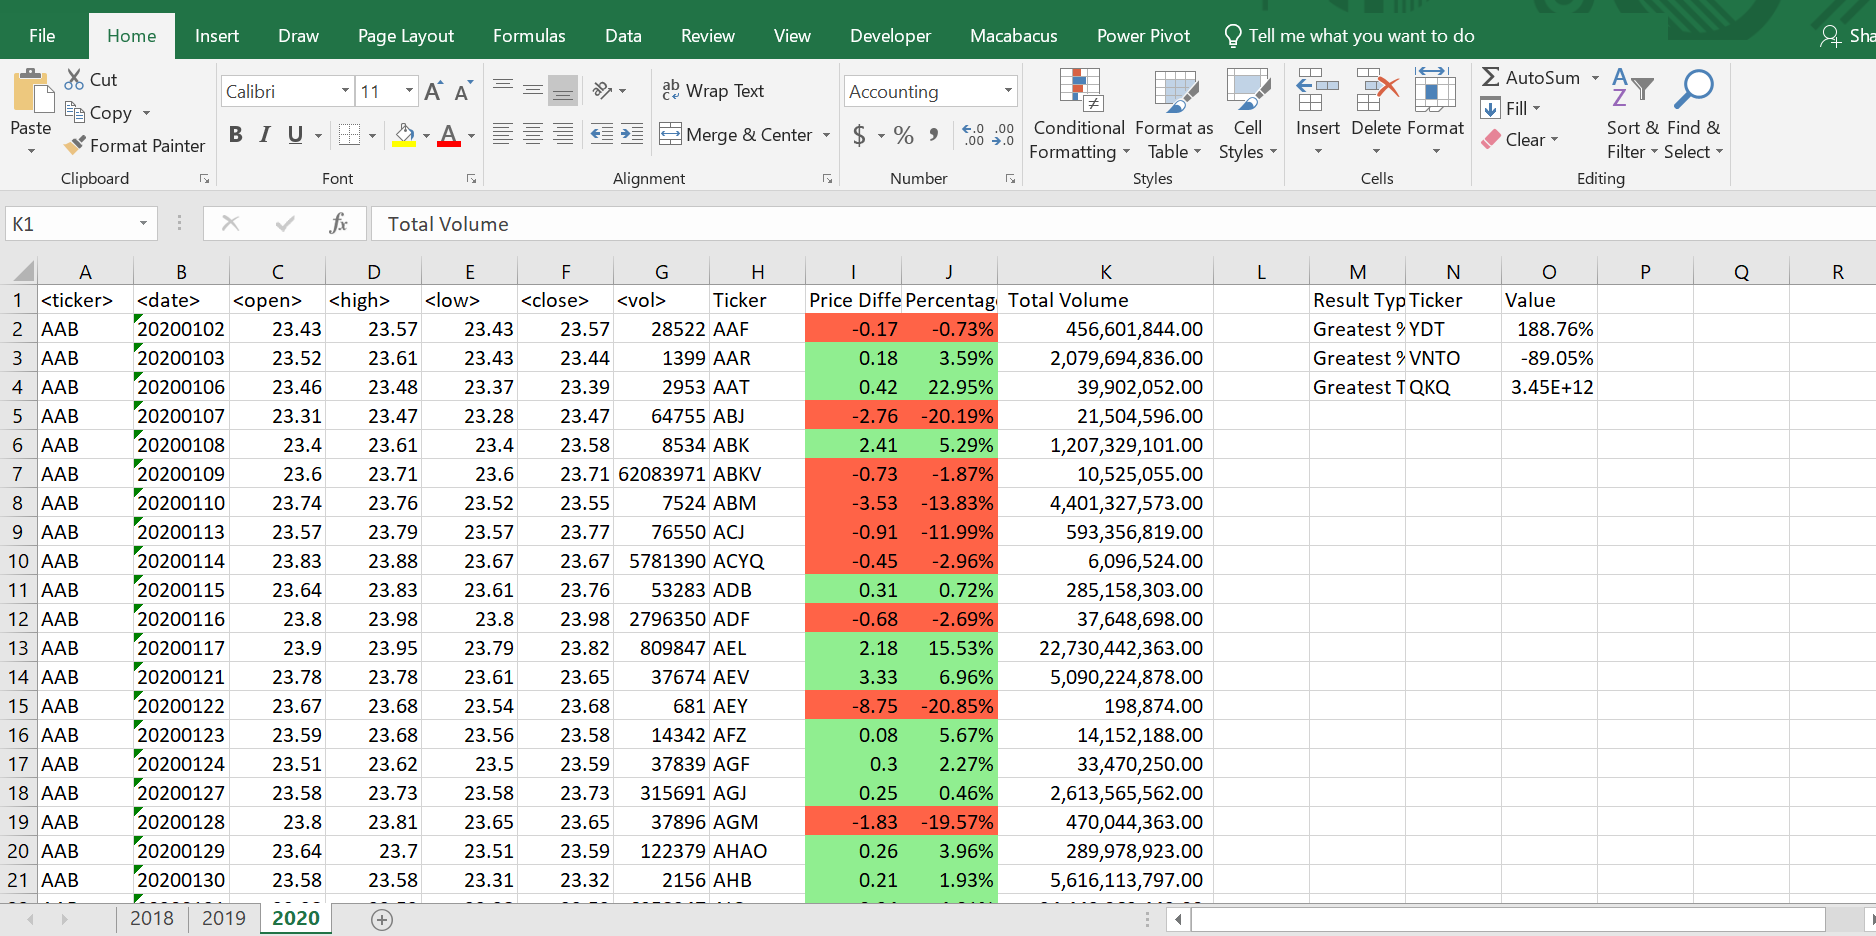 File Home Insert Draw Page Layout Formulas Data Review View Developer Macabacus Power Pivot Tell me what you want to do Sha
Paste
Cut
Copy
Format Painter
Clipboard
Calibri 11
B I U A
Font
ab Wrap Text
Merge & Center
Alignment
Accounting
$ % , .00
Number
Conditional Formatting
Format as Table
Cell Styles
Styles
Insert Delete Format
Cells
AutoSum
Fill
Clear
Sort & Filter
Find & Select
Editing
K1 fx Total Volume
A B C D E F G H I J K L M N O P Q R
1 <ticker> <date> <open> <high> <low> <close> <vol> Ticker Price Diffe Percentag Total Volume Result Typ Ticker Value
2 AAB 20200102 23.43 23.57 23.43 23.57 28522 AAF -0.17 -0.73% 456,601,844.00 Greatest % YDT 188.76%
3 AAB 20200103 23.52 23.61 23.43 23.44 1399 AAR 0.18 3.59% 2,079,694,836.00 Greatest % VNTO -89.05%
4 AAB 20200106 23.46 23.48 23.37 23.39 2953 AAT 0.42 22.95% 39,902,052.00 Greatest T QKQ 3.45E+12
5 AAB 20200107 23.31 23.47 23.28 23.47 64755 ABJ -2.76 -20.19% 21,504,596.00
6 AAB 20200108 23.4 23.61 23.4 23.58 8534 ABK 2.41 5.29% 1,207,329,101.00
7 AAB 20200109 23.6 23.71 23.6 23.71 62083971 ABKV -0.73 -1.87% 10,525,055.00
8 AAB 20200110 23.74 23.76 23.52 23.55 7524 ABM -3.53 -13.83% 4,401,327,573.00
9 AAB 20200113 23.57 23.79 23.57 23.77 76550 ACJ -0.91 -11.99% 593,356,819.00
10 AAB 20200114 23.83 23.88 23.67 23.67 5781390 ACYQ -0.45 -2.96% 6,096,524.00
11 AAB 20200115 23.64 23.83 23.61 23.76 53283 ADB 0.31 0.72% 285,158,303.00
12 AAB 20200116 23.8 23.98 23.8 23.98 2796350 ADF -0.68 -2.69% 37,648,698.00
13 AAB 20200117 23.9 23.95 23.79 23.82 809847 AEL 2.18 15.53% 22,730,442,363.00
14 AAB 20200121 23.78 23.78 23.61 23.65 37674 AEV 3.33 6.96% 5,090,224,878.00
15 AAB 20200122 23.67 23.68 23.54 23.68 681 AEY -8.75 -20.85% 198,874.00
16 AAB 20200123 23.59 23.68 23.56 23.58 14342 AFZ 0.08 5.67% 14,152,188.00
17 AAB 20200124 23.51 23.62 23.5 23.59 37839 AGF 0.3 2.27% 33,470,250.00
18 AAB 20200127 23.58 23.73 23.58 23.73 315691 AGJ 0.25 0.46% 2,613,565,562.00
19 AAB 20200128 23.8 23.81 23.65 23.65 37896 AGM -1.83 -19.57% 470,044,363.00
20 AAB 20200129 23.64 23.7 23.51 23.59 122379 AHAO 0.26 3.96% 289,978,923.00
21 AAB 20200130 23.58 23.58 23.31 23.32 2156 AHB 0.21 1.93% 5,616,113,797.00
2018 2019 2020